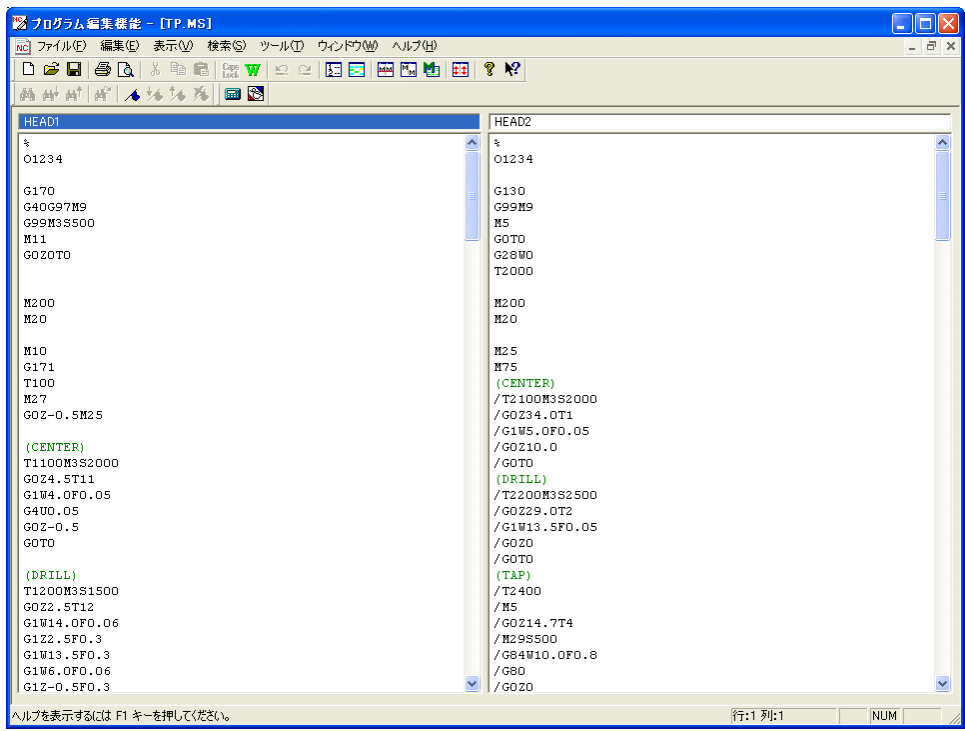 プログラム編集機能 - [TP.MS]
ファイル(F) 編集(E) 表示(V) 検索(S) ツール(T) ウィンドウ(W) ヘルプ(H)
HEAD1
%
O1234
G170
G40G97M9
G99M3S500
M11
G0Z0T0
M200
M20
M10
G171
T100
M27
G0Z-0.5M25
(CENTER)
T1100M3S2000
G0Z4.5T11
G1W4.0F0.05
G4U0.05
G0Z-0.5
G0T0
(DRILL)
T1200M3S1500
G0Z2.5T12
G1W14.0F0.06
G1Z2.5F0.3
G1W13.5F0.3
G1W6.0F0.06
G1Z-0.5F0.3
HEAD2
%
O1234
G130
G99M9
M5
G0T0
G28W0
T2000
M200
M20
M25
M75
(CENTER)
/T2100M3S2000
/G0Z34.0T1
/G1W5.0F0.05
/G0Z10.0
/G0T0
(DRILL)
/T2200M3S2500
/G0Z29.0T2
/G1W13.5F0.05
/G0Z0
/G0T0
(TAP)
/T2400
/M5
/G0Z14.7T4
/M29S500
/G84W10.0F0.8
/G80
/G0Z0
ヘルプを表示するには F1 キーを押してください。
行:1 列:1
NUM